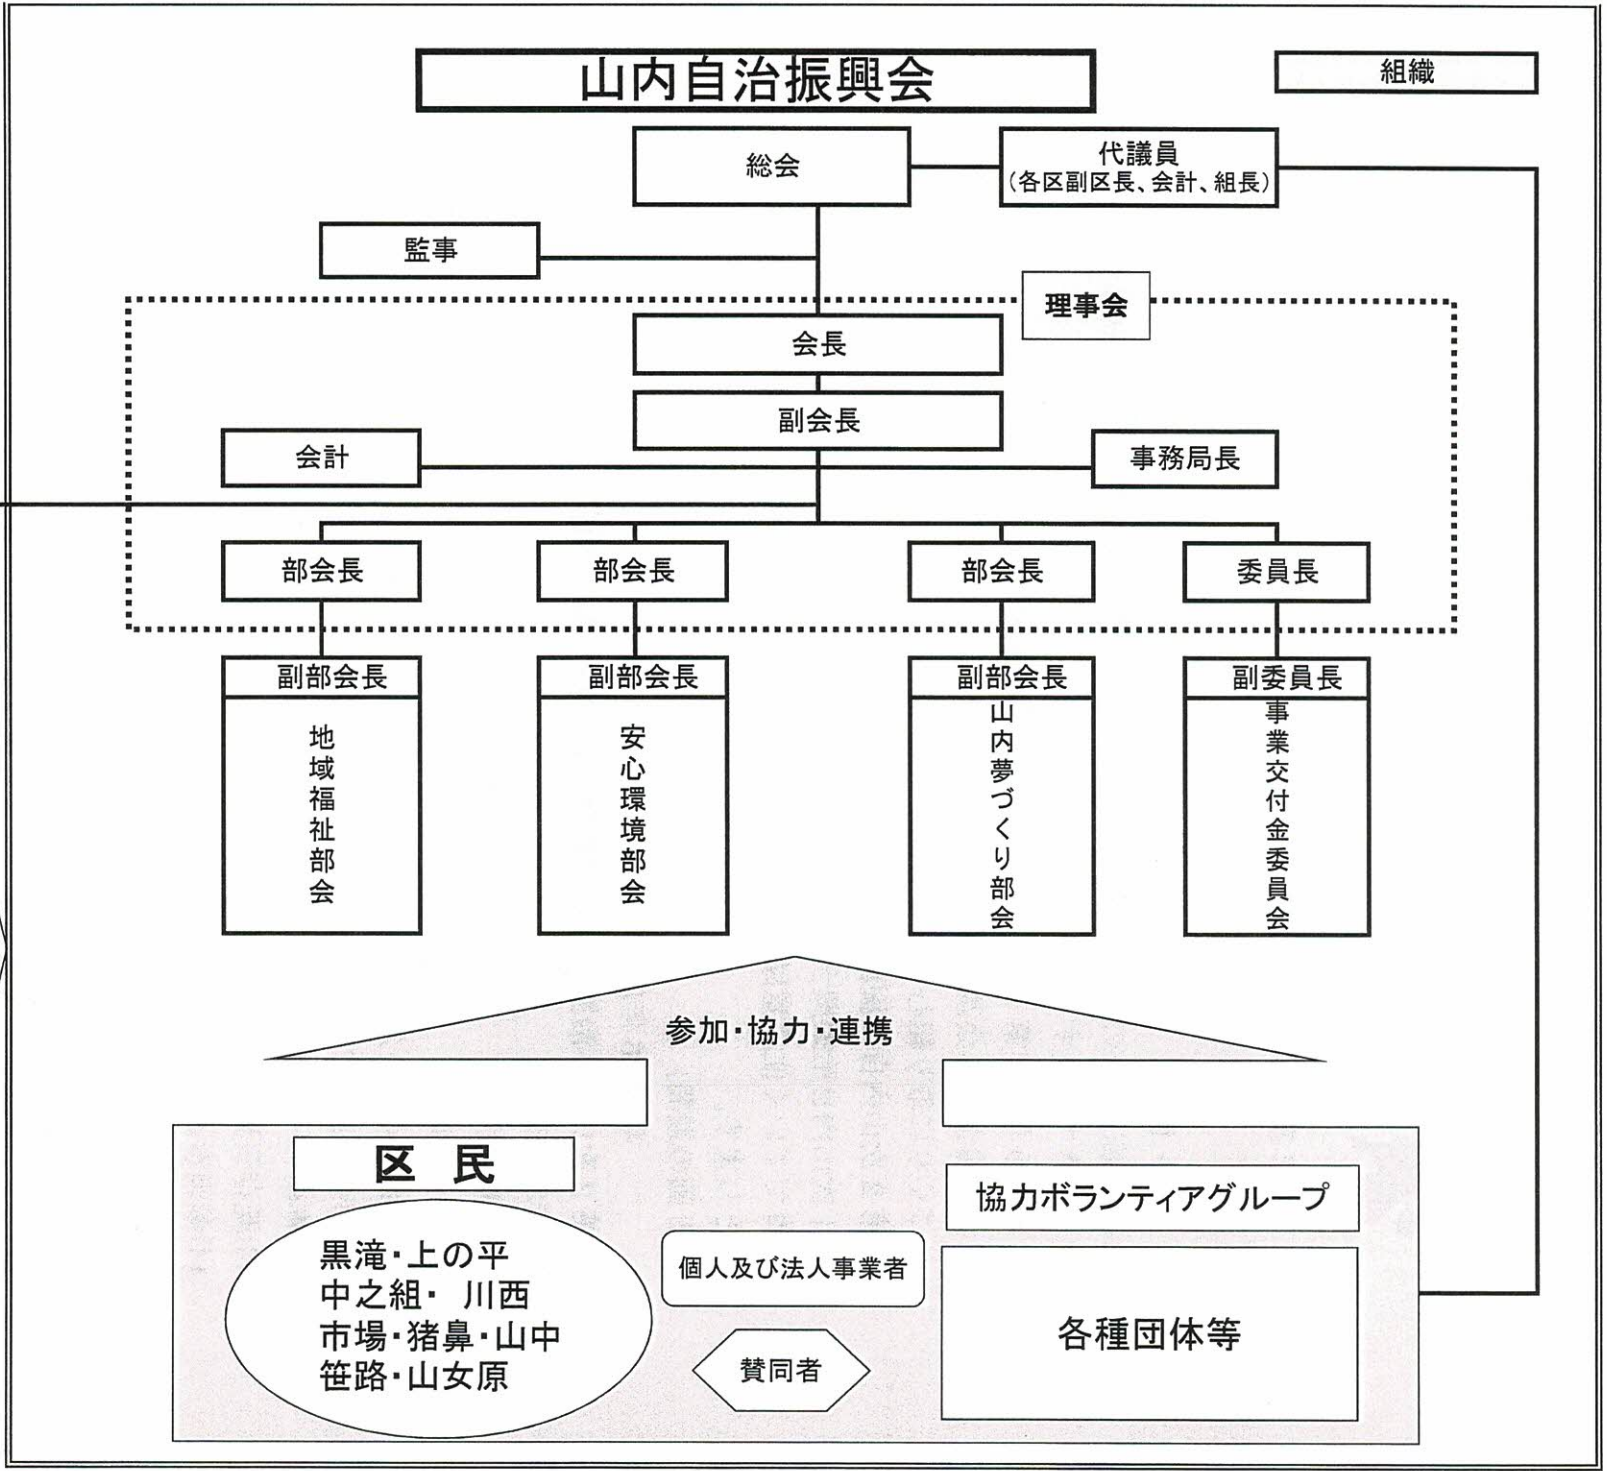 山内自治振興会
組織
総会
代議員
(各区副区長、会計、組長)
監事
理事会
会長
副会長
会計
事務局長
部会長
部会長
部会長
委員長
副部会長
副部会長
副部会長
副委員長
地域福祉部会
安心環境部会
山内夢づくり部会
事業交付金委員会
参加・協力・連携
区 民
黒滝・上の平
中之組・ 川西
市場・猪鼻・山中
笹路・山女原
個人及び法人事業者
賛同者
協力ボランティアグループ
各種団体等